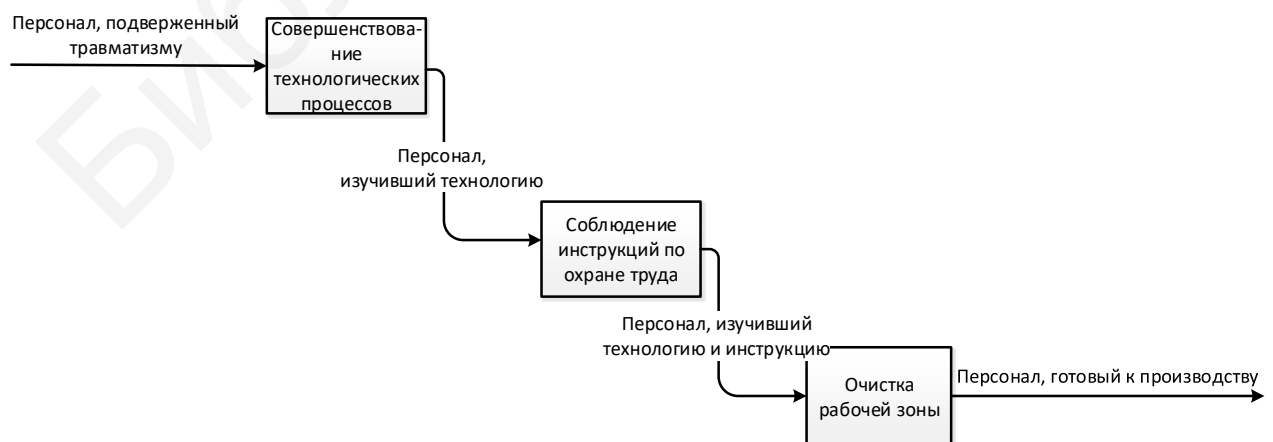 Персонал, подверженный
травматизму
Совершенствова-
ние
технологических
процессов
Персонал,
изучивший технологию
Соблюдение
инструкций по
охране труда
Персонал, изучивший
технологию и инструкцию
Очистка
рабочей зоны
Персонал, готовый к производству